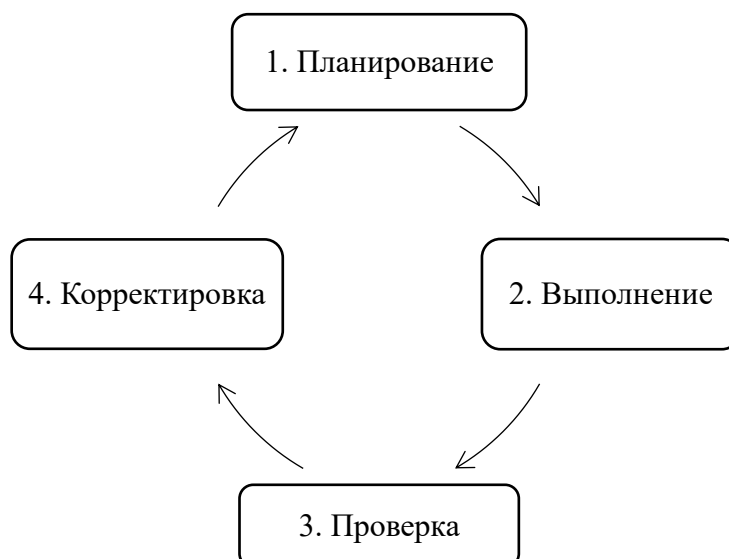 1. Планирование
2. Выполнение
3. Проверка
4. Корректировка